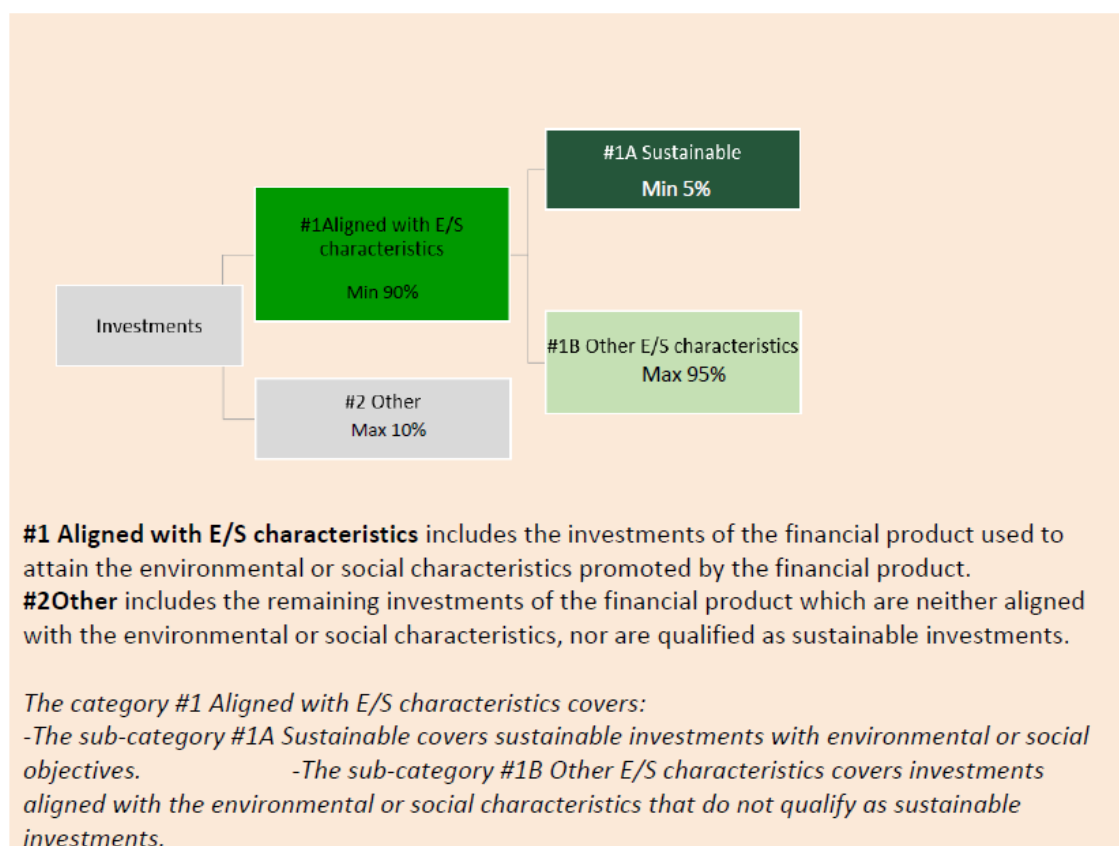 #1A Sustainable
Min 5%
#1Aligned with E/S
characteristics
Min 90%
Investments
#1B Other E/S characteristics
Max 95%
#2 Other
Max 10%
#1 Aligned with E/S characteristics includes the investments of the financial product used to
attain the environmental or social characteristics promoted by the financial product.
#2Other includes the remaining investments of the financial product which are neither aligned
with the environmental or social characteristics, nor are qualified as sustainable investments.
The category #1 Aligned with E/S characteristics covers:
-The sub-category #1A Sustainable covers sustainable investments with environmental or social
objectives. -The sub-category #1B Other E/S characteristics covers investments
aligned with the environmental or social characteristics that do not qualify as sustainable
investments.